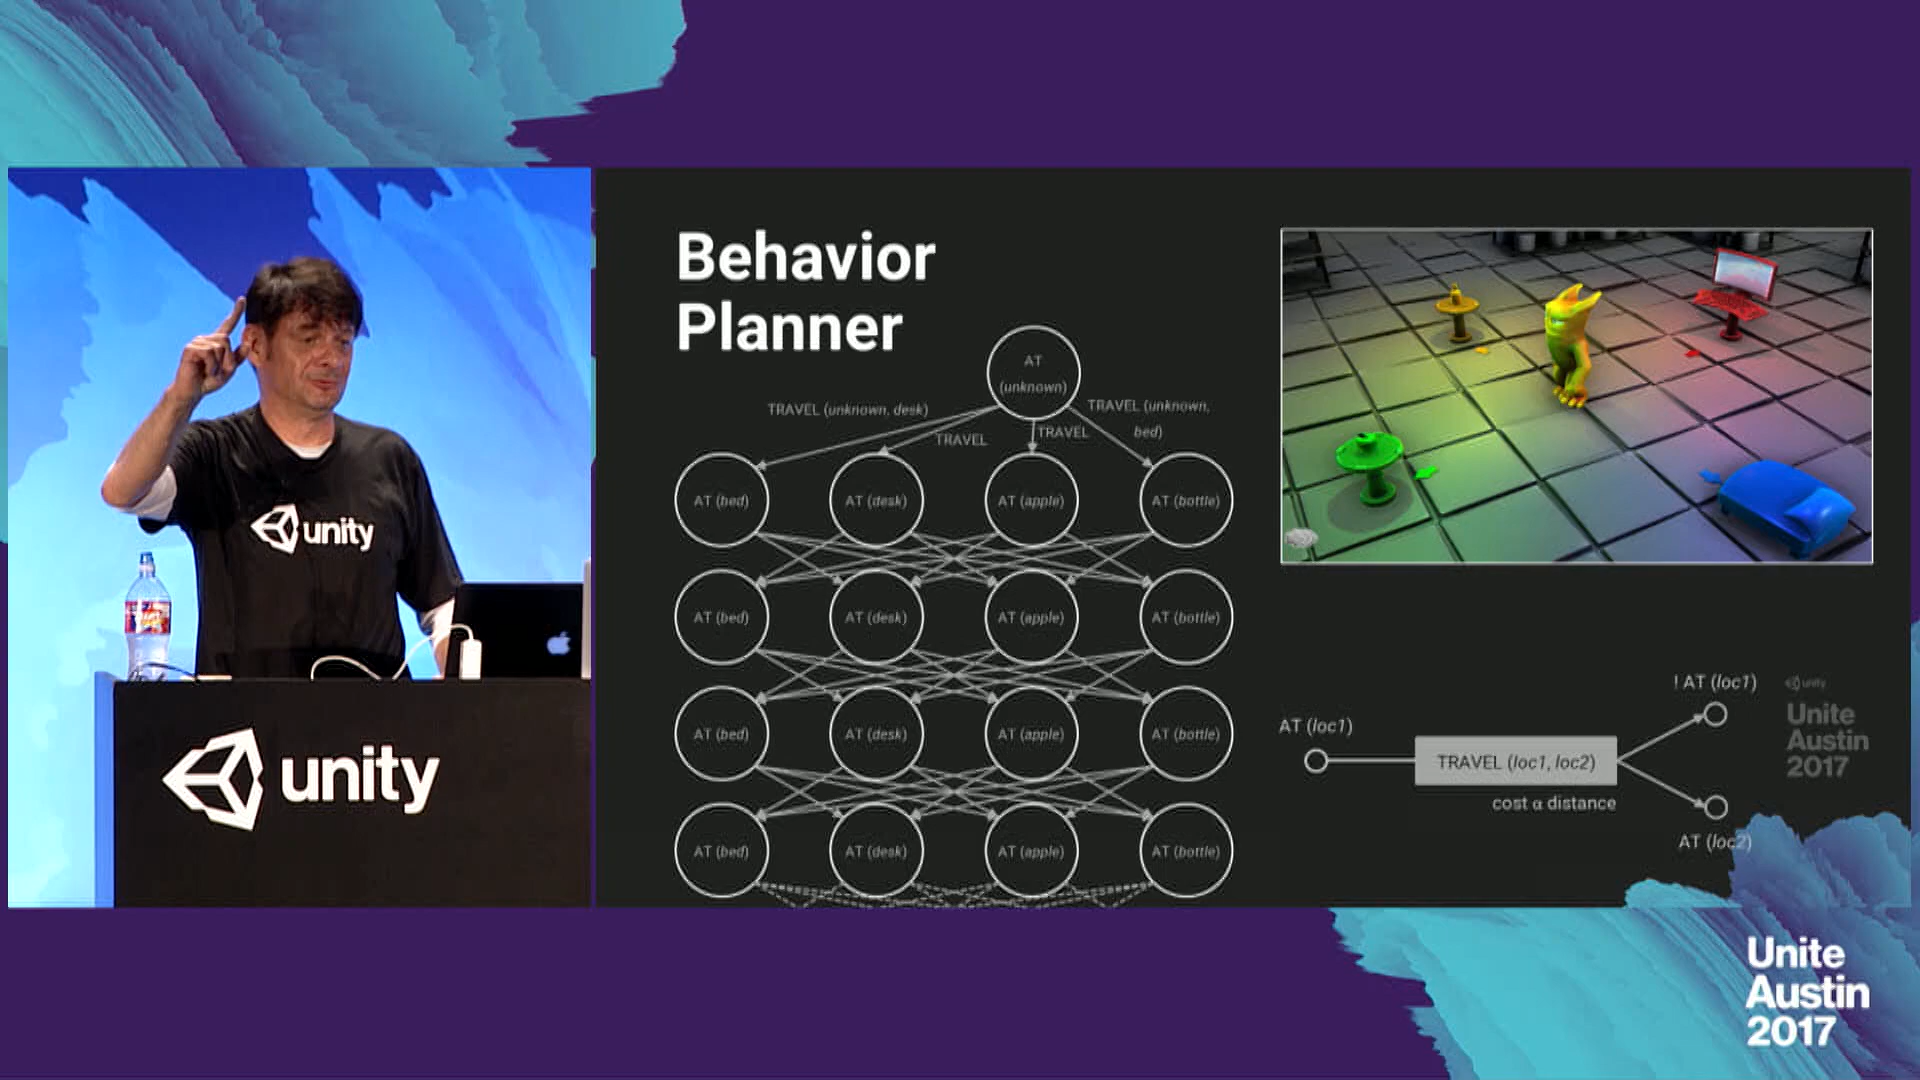 unity
unity
Behavior
Planner
AT
(unknown)
TRAVEL (unknown, desk)
TRAVEL
TRAVEL
TRAVEL (unknown,
bed)
AT (bed)
AT (desk)
AT (apple)
AT (bottle)
AT (bed)
AT (desk)
AT (apple)
AT (bottle)
AT (bed)
AT (desk)
AT (apple)
AT (bottle)
AT (bed)
AT (desk)
AT (apple)
AT (bottle)
AT (loc1)
TRAVEL (loc1, loc2)
cost α distance
! AT (loc1)
AT (loc2)
unity
Unite
Austin
2017
Unite
Austin
2017